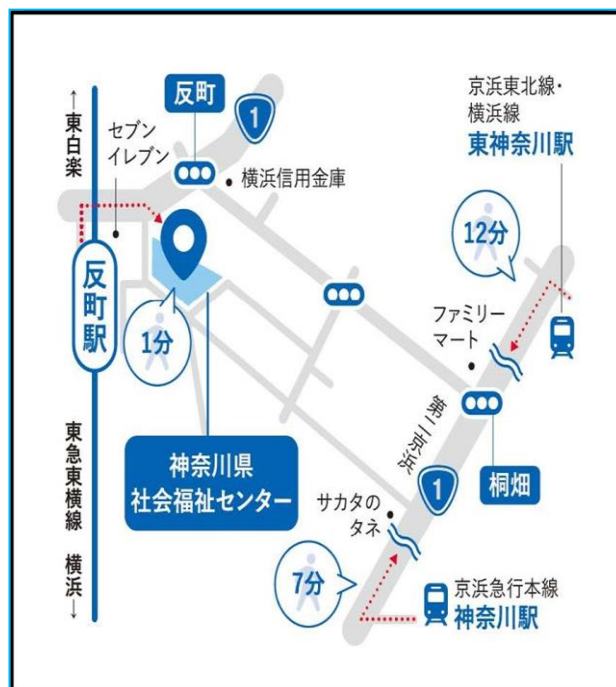 反町
1
京浜東北線・
横浜線
東神奈川駅
↑東白楽
セブン
イレブン
横浜信用金庫
12分
反町駅
1分
ファミリー
マート
第二京浜
東急東横線 横浜↓
神奈川県
社会福祉センター
1
桐畑
サカタの
タネ
7分
京浜急行本線
神奈川駅